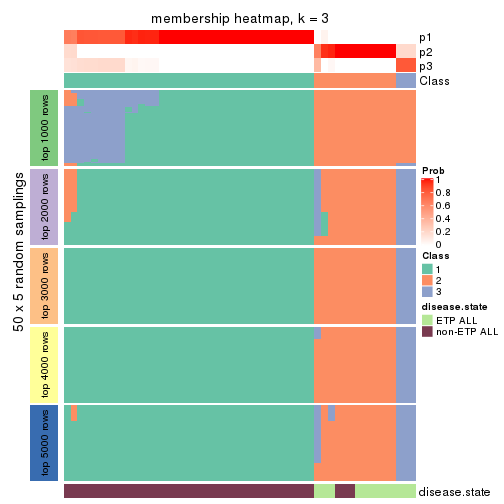 membership heatmap, k = 3
p1
p2
p3
Class
50 x 5 random samplings
top 1000 rows
top 2000 rows
top 3000 rows
top 4000 rows
top 5000 rows
Prob
1
0.8
0.6
0.4
0.2
0
Class
1
2
3
disease.state
ETP ALL
non-ETP ALL
disease.state